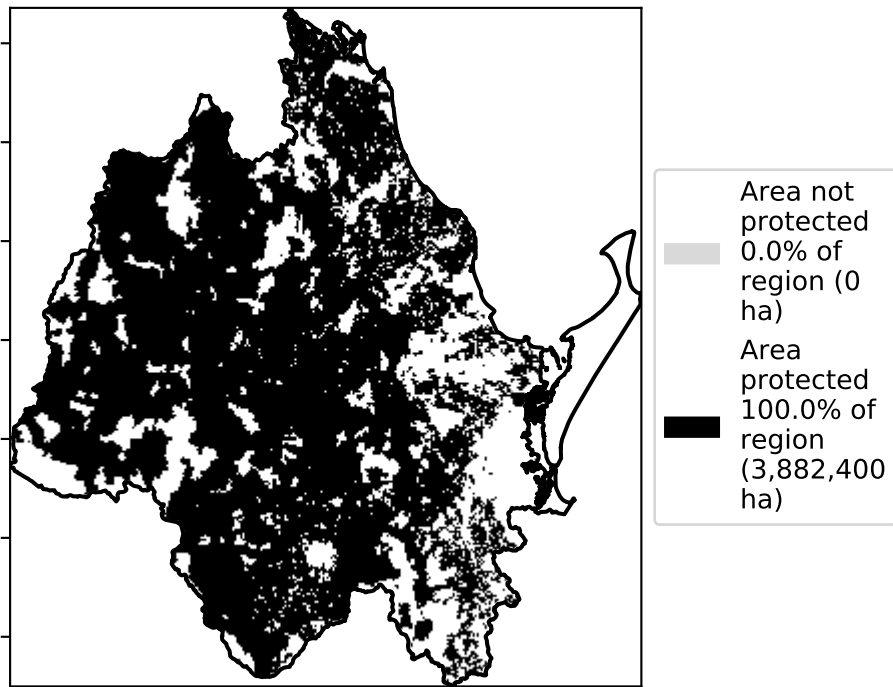 Area not
protected
0.0% of
region (0
ha)
Area
protected
100.0% of
region
(3,882,400
ha)